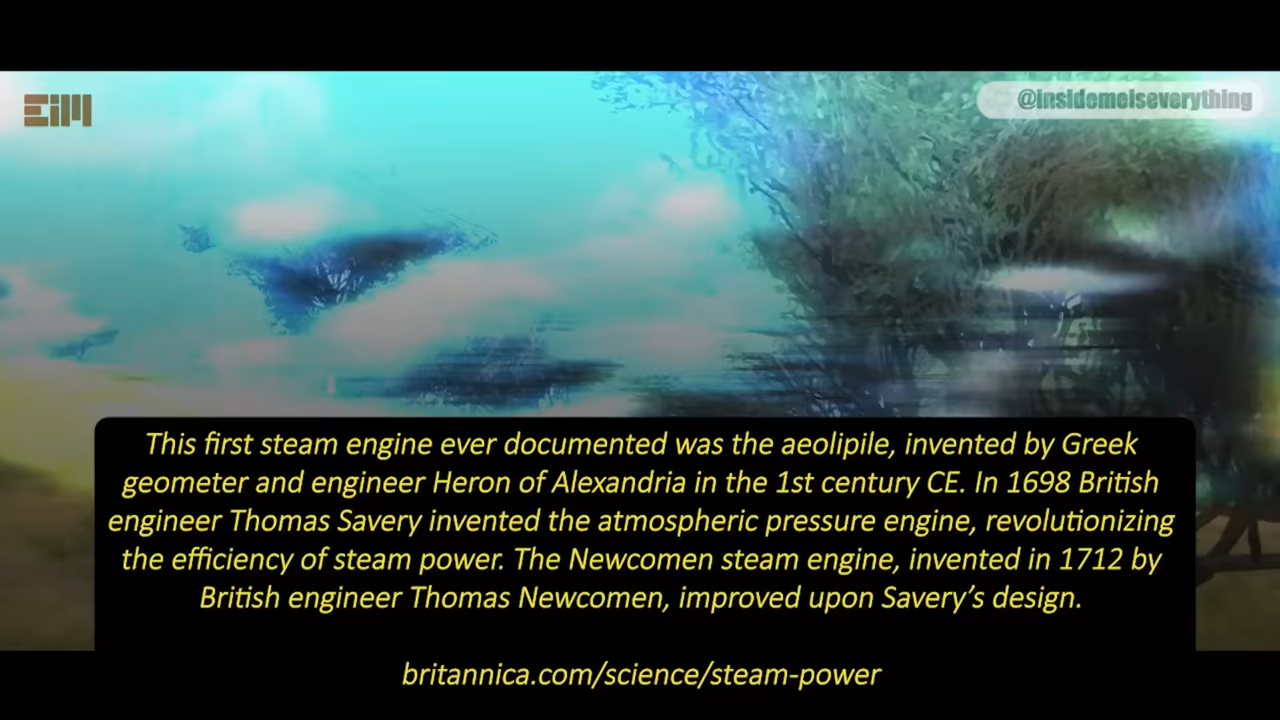 EiM
@insidemeiseverything
This first steam engine ever documented was the aeolipile, invented by Greek
geometer and engineer Heron of Alexandria in the 1st century CE. In 1698 British
engineer Thomas Savery invented the atmospheric pressure engine, revolutionizing
the efficiency of steam power. The Newcomen steam engine, invented in 1712 by
British engineer Thomas Newcomen, improved upon Savery’s design.
britannica.com/science/steam-power